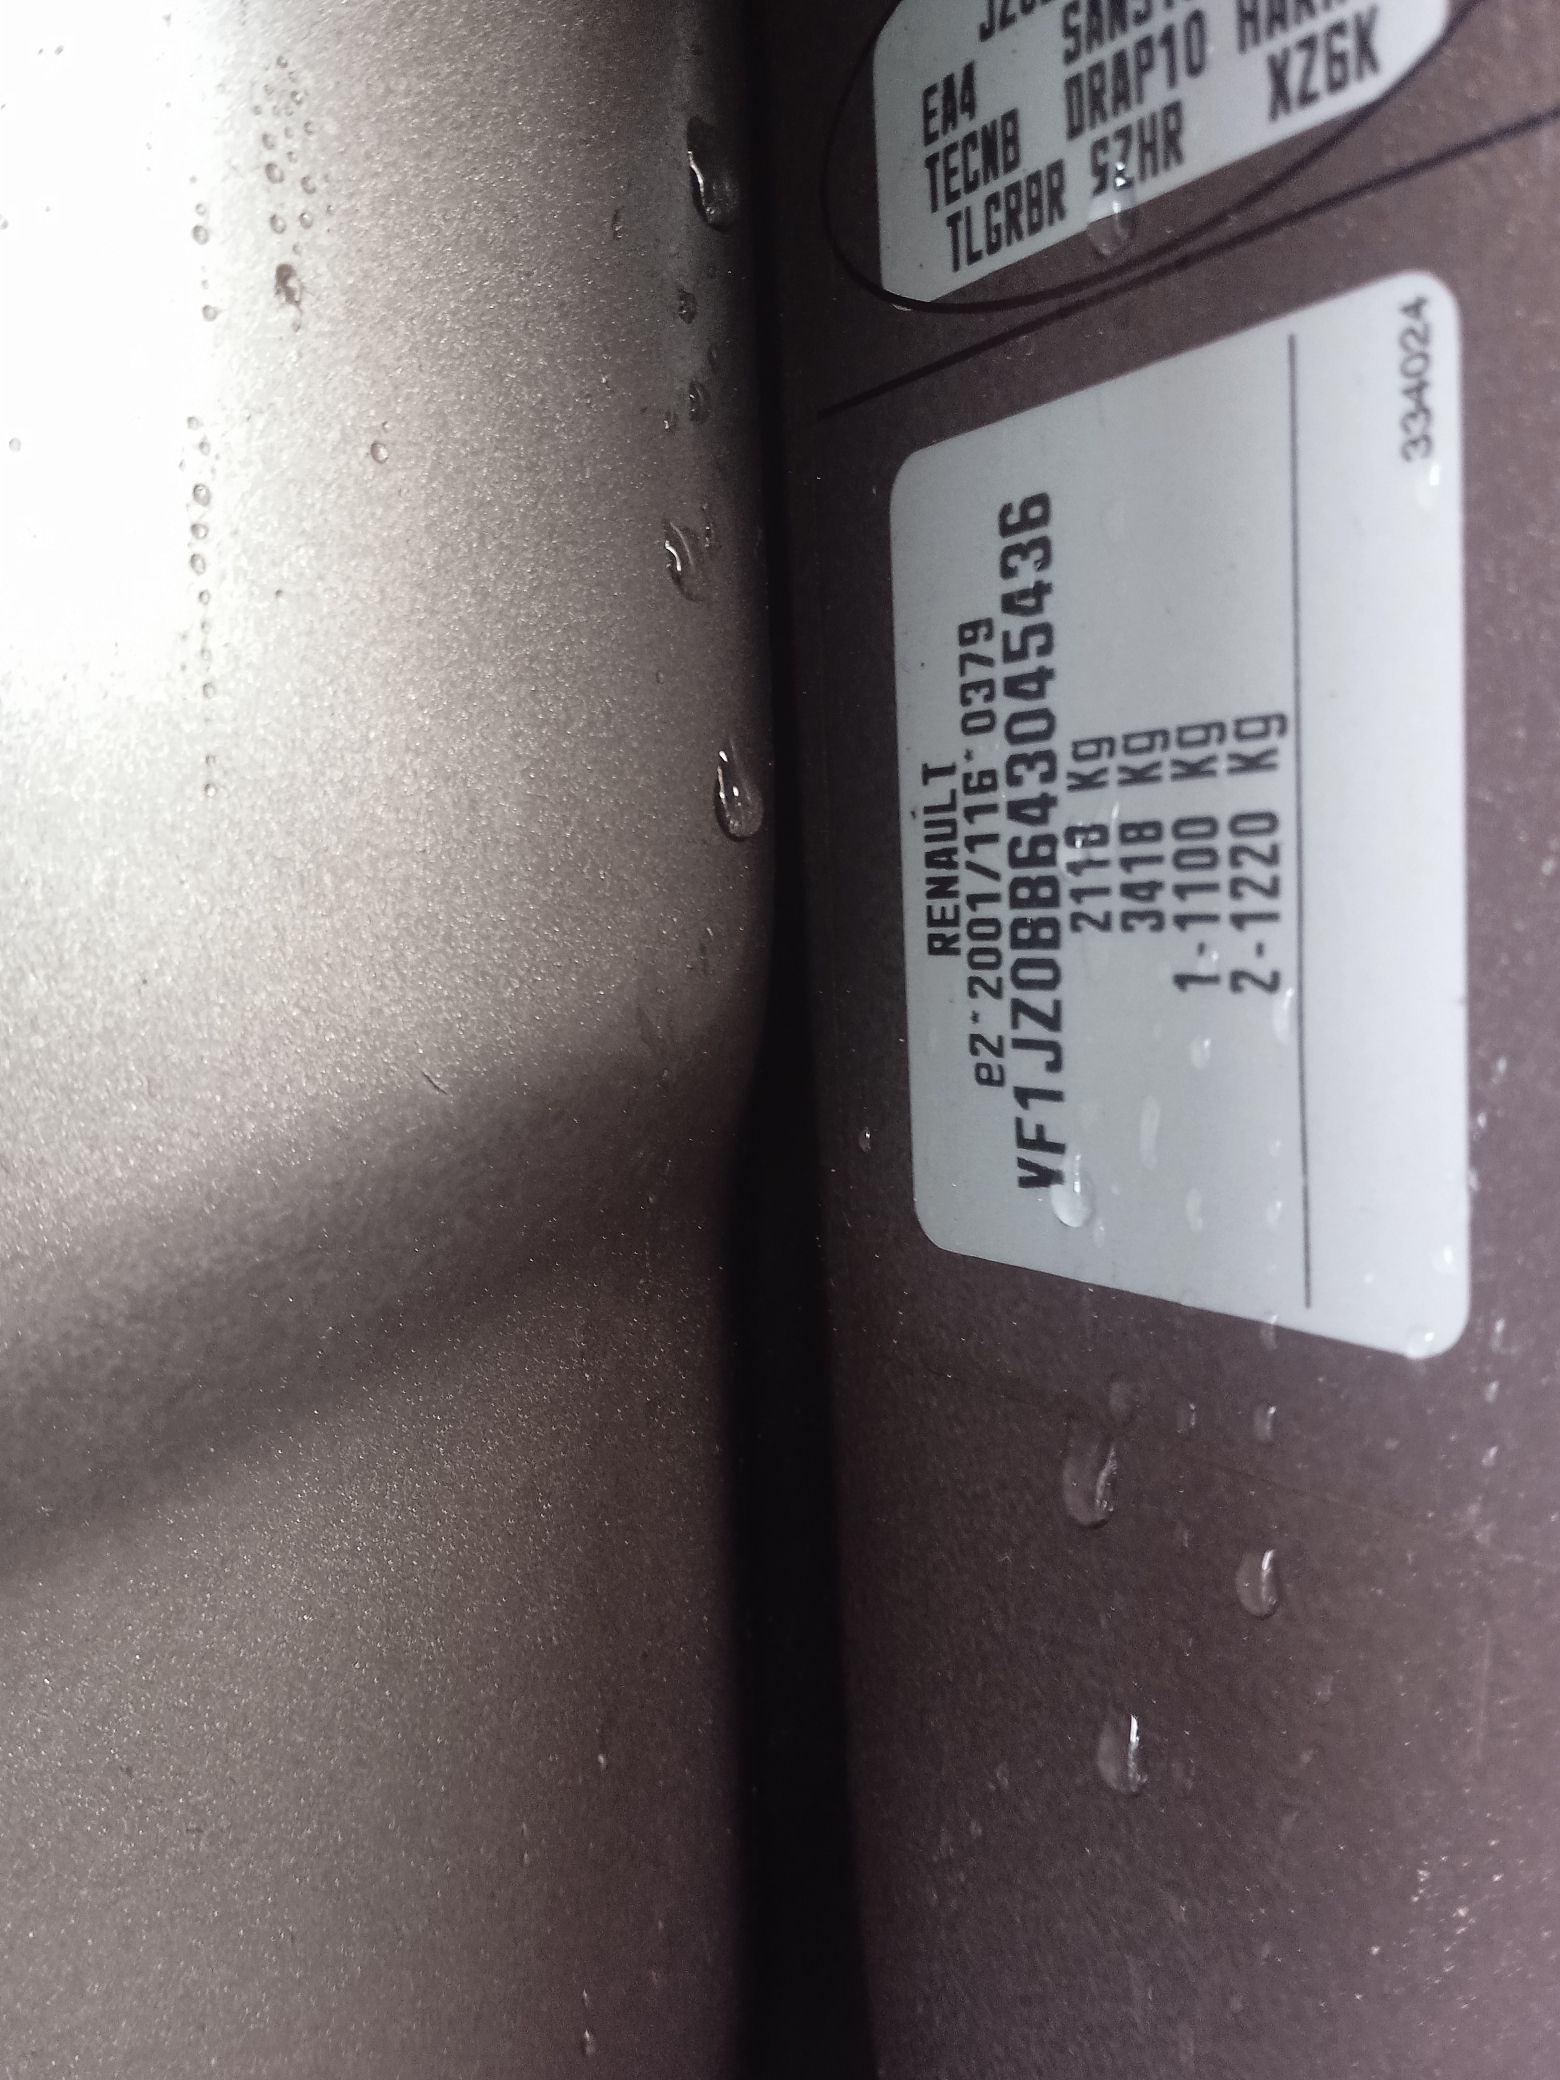 EA4
TECNB DRAP10
TLGRBR SZHR XZ6K
RENAULT
e2*2001/116*0379
VF1JZ0BB643045436
2118 Kg
3418 Kg
1-1100 Kg
2-1220 Kg
334024